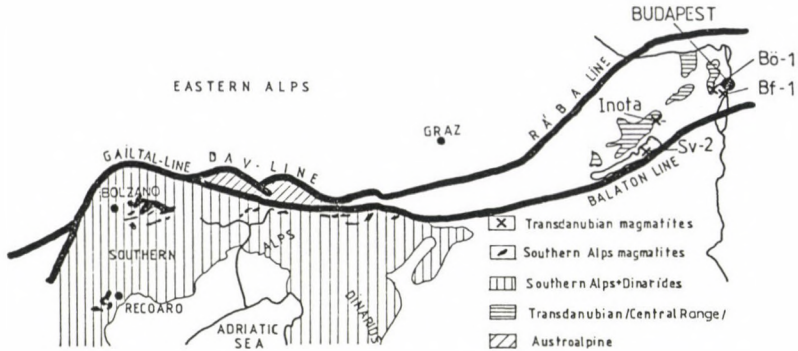 BUDAPEST
Bö-1
Bf-1
EASTERN ALPS
RÁBA LINE
Inota
GRAZ
Sv-2
GAILTAL-LINE
DAV-LINE
BALATON LINE
BOLZANO
ALPS
SOUTHERN
DINARIDS
RECOARO
ADRIATIC
SEA
Transdanubian magmatites
Southern Alps magmatites
Southern Alps+Dinarides
Transdanubian/Central Range/
Austroalpine